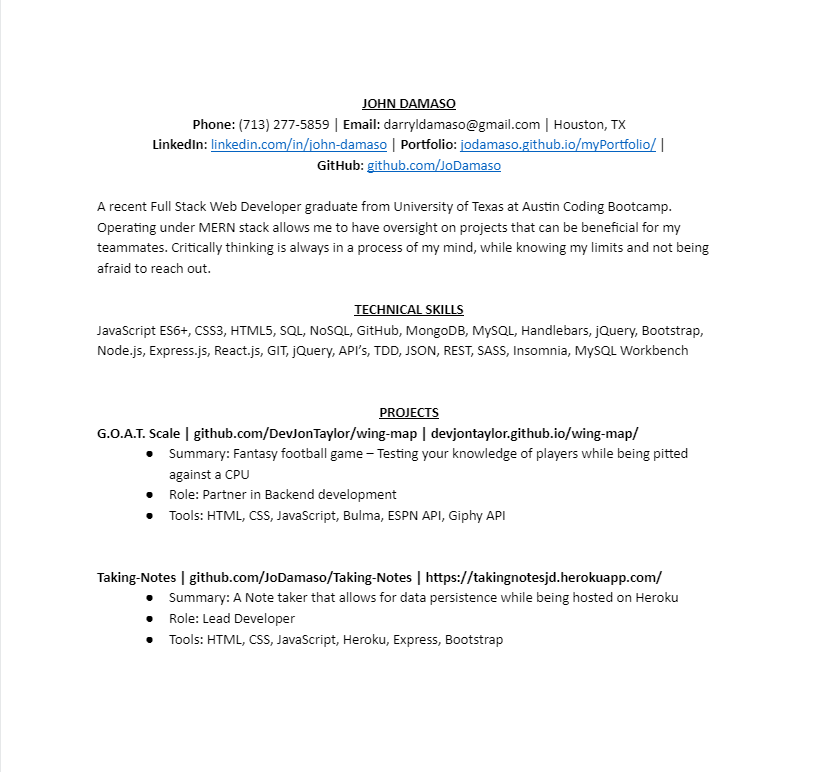 JOHN DAMASO
Phone: (713) 277-5859 | Email: darryldamaso@gmail.com | Houston, TX
LinkedIn: linkedin.com/in/john-damaso | Portfolio: jodamaso.github.io/myPortfolio/ |
GitHub: github.com/JoDamaso
A recent Full Stack Web Developer graduate from University of Texas at Austin Coding Bootcamp.
Operating under MERN stack allows me to have oversight on projects that can be beneficial for my
teammates. Critically thinking is always in a process of my mind, while knowing my limits and not being
afraid to reach out.
TECHNICAL SKILLS
JavaScript ES6+, CSS3, HTML5, SQL, NoSQL, GitHub, MongoDB, MySQL, Handlebars, jQuery, Bootstrap,
Node.js, Express.js, React.js, GIT, jQuery, API’s, TDD, JSON, REST, SASS, Insomnia, MySQL Workbench
PROJECTS
G.O.A.T. Scale | github.com/DevJonTaylor/wing-map | devjontaylor.github.io/wing-map/
● Summary: Fantasy football game – Testing your knowledge of players while being pitted
against a CPU
● Role: Partner in Backend development
● Tools: HTML, CSS, JavaScript, Bulma, ESPN API, Giphy API
Taking-Notes | github.com/JoDamaso/Taking-Notes | https://takingnotesjd.herokuapp.com/
● Summary: A Note taker that allows for data persistence while being hosted on Heroku
● Role: Lead Developer
● Tools: HTML, CSS, JavaScript, Heroku, Express, Bootstrap